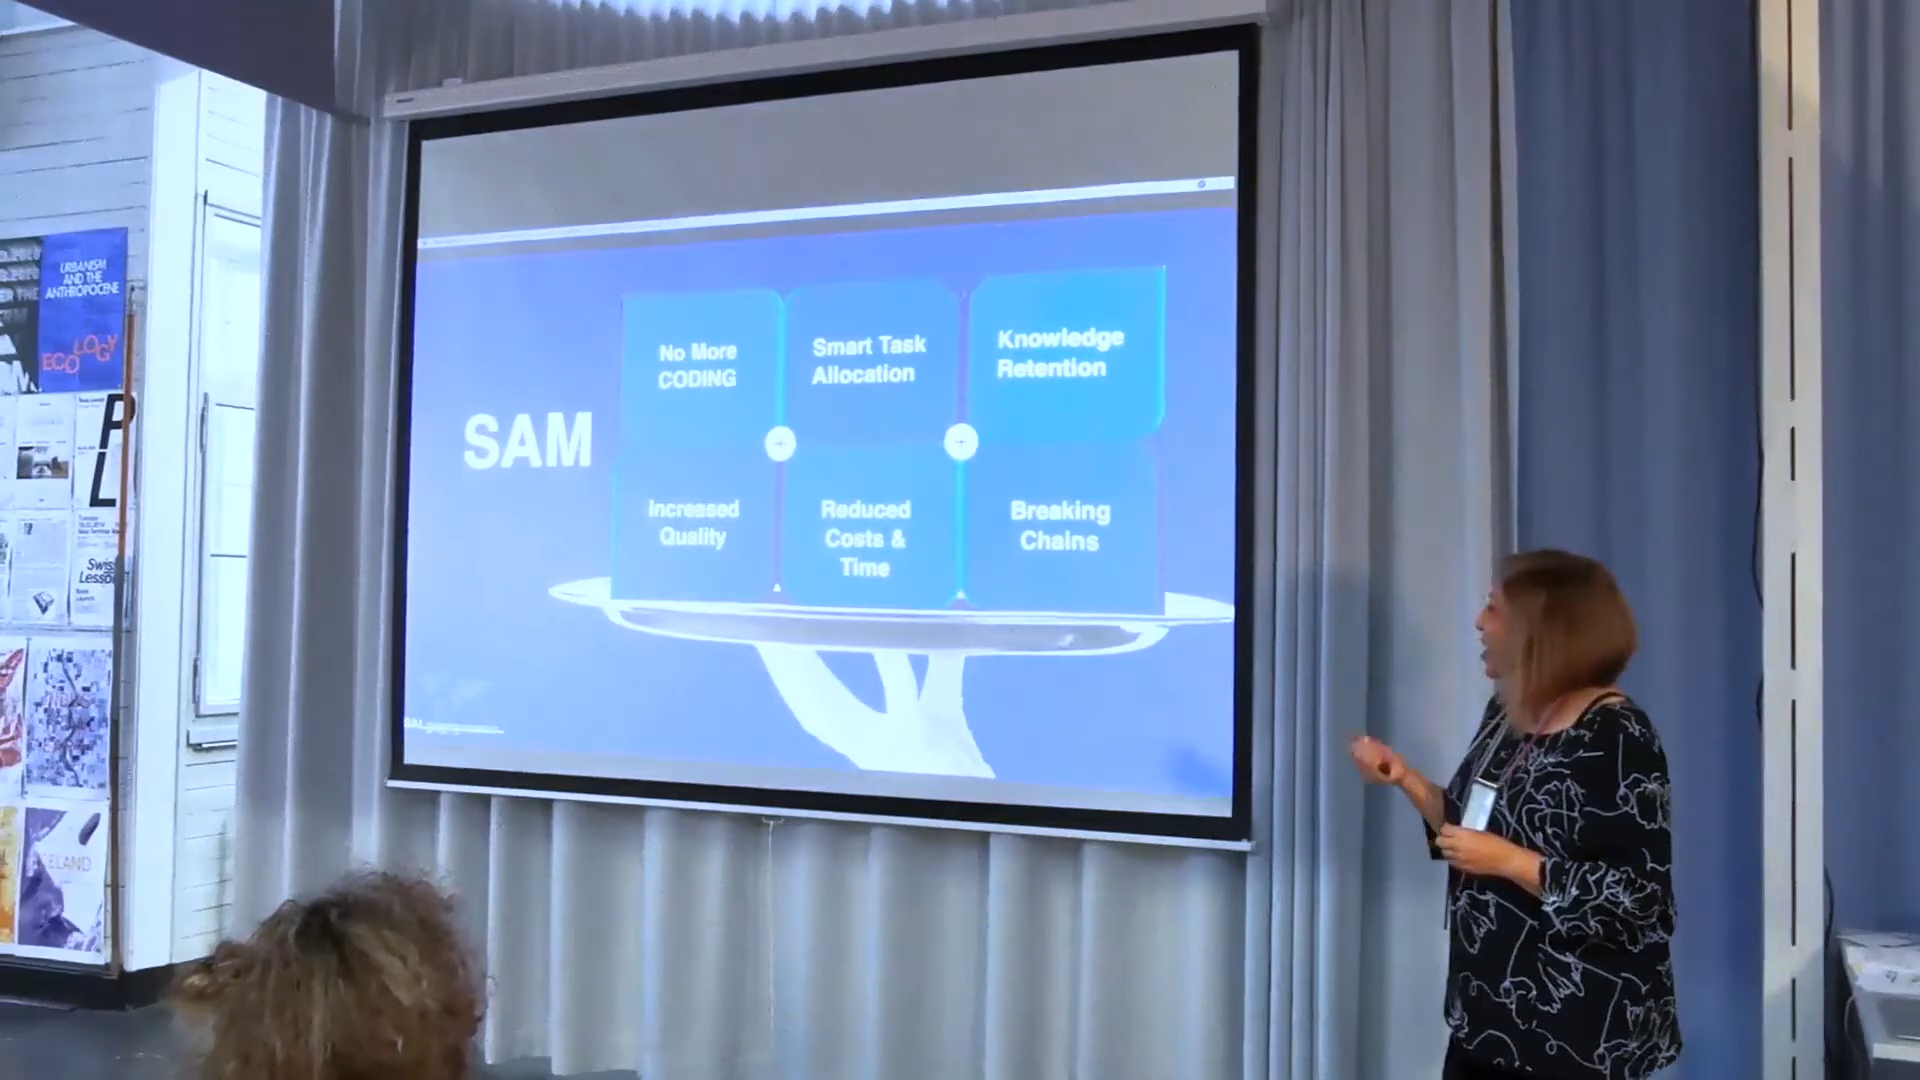 URBANISM
AND THE
ANTHROPOCENE
ECOLOGY
Swiss
SAM
No More
CODING
Smart Task
Allocation
Knowledge
Retention
Increased
Quality
Reduced
Costs &
Time
Breaking
Chains